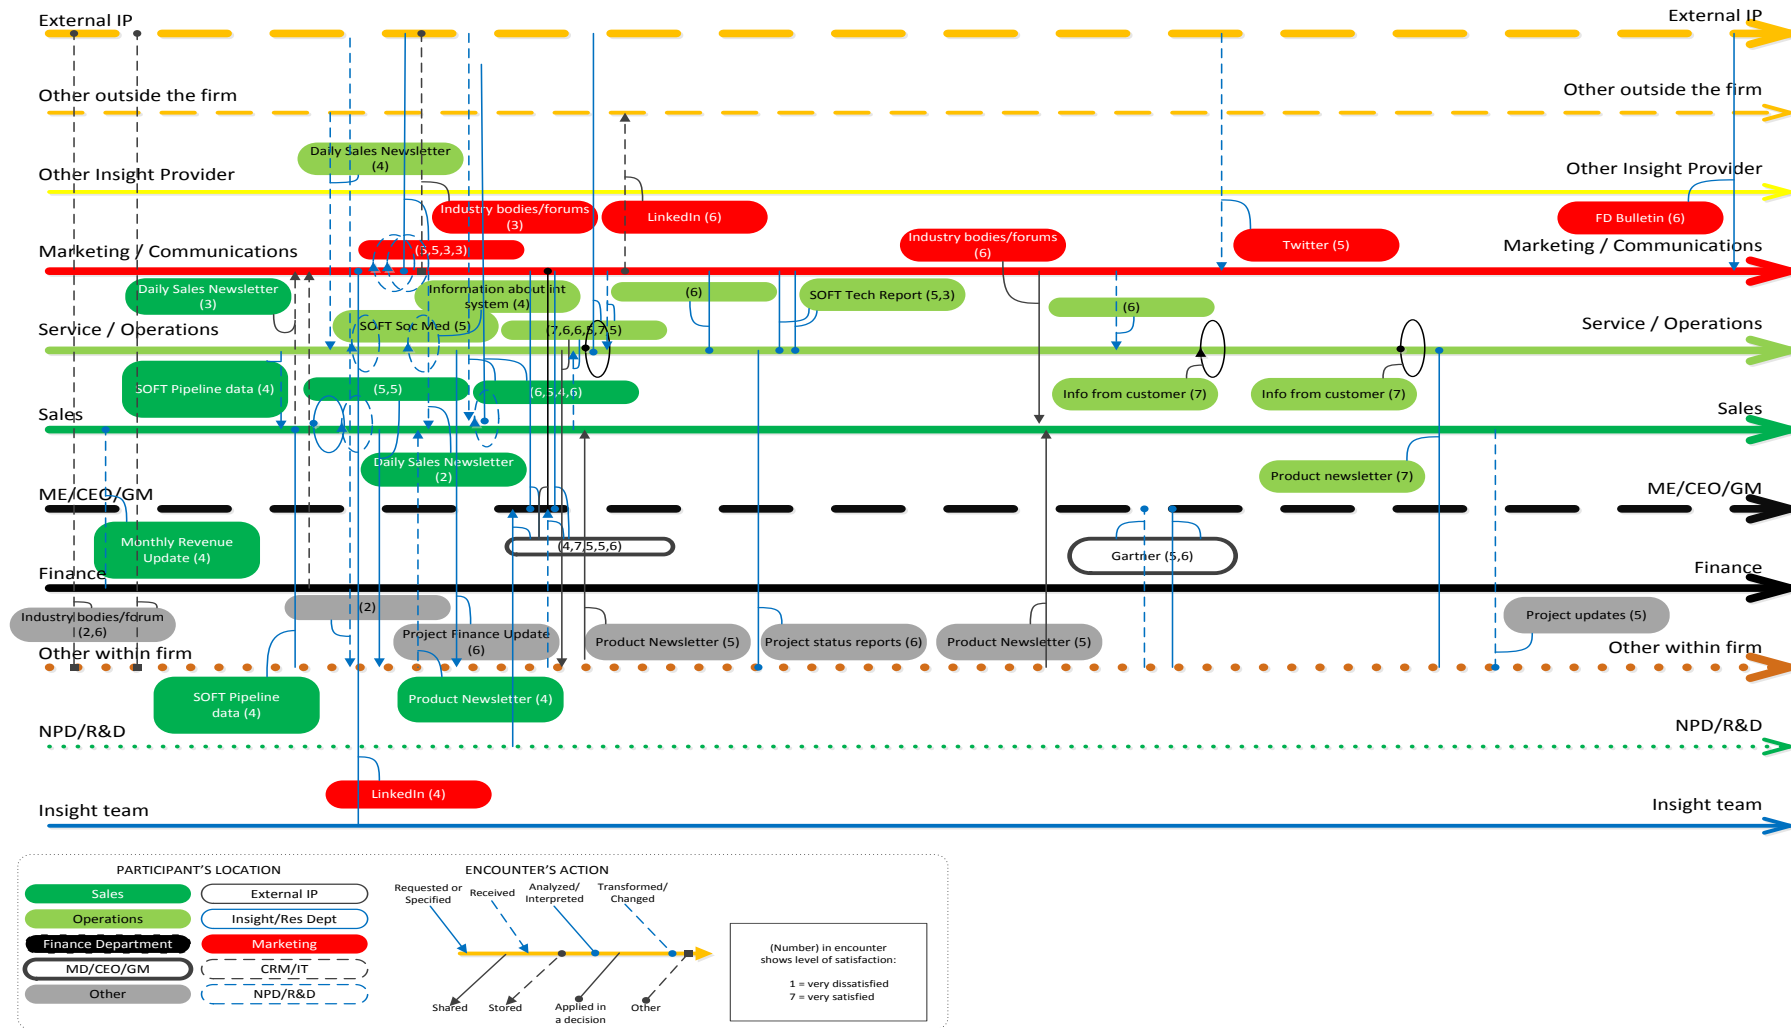 External IP
External IP
Other outside the firm
Other outside the firm
Daily Sales Newsletter
(4)
Other Insight Provider
Other Insight Provider
Industry bodies/forums
(3)
LinkedIn (6)
FD Bulletin (6)
Industry bodies/forums
(6)
Twitter (5)
Marketing / Communications
(5,5,3,3)
Marketing / Communications
Daily Sales Newsletter
(3)
Information about int
system (4)
(6)
SOFT Tech Report (5,3)
(6)
Service / Operations
SOFT Soc Med (5)
(7,6,6,5,7,5)
Service / Operations
SOFT Pipeline data (4)
(5,5)
(6,5,4,6)
Info from customer (7)
Info from customer (7)
Sales
Sales
Daily Sales Newsletter
(2)
Product newsletter (7)
ME/CEO/GM
ME/CEO/GM
Monthly Revenue
Update (4)
(4,7,5,5,6)
Gartner (5,6)
Finance
Finance
Industry bodies/forum
(2,6)
(2)
Project Finance Update
(6)
Product Newsletter (5)
Project status reports (6)
Product Newsletter (5)
Project updates (5)
Other within firm
Other within firm
SOFT Pipeline
data (4)
Product Newsletter (4)
NPD/R&D
NPD/R&D
LinkedIn (4)
Insight team
Insight team
PARTICIPANT'S LOCATION
Sales
External IP
Operations
Insight/Res Dept
Finance Department
Marketing
MD/CEO/GM
CRM/IT
Other
NPD/R&D
ENCOUNTER'S ACTION
Requested or
Specified
Received
Analyzed/
Interpreted
Transformed/
Changed
Shared
Stored
Applied in
a decision
Other
(Number) in encounter
shows level of satisfaction:
1 = very dissatisfied
7 = very satisfied